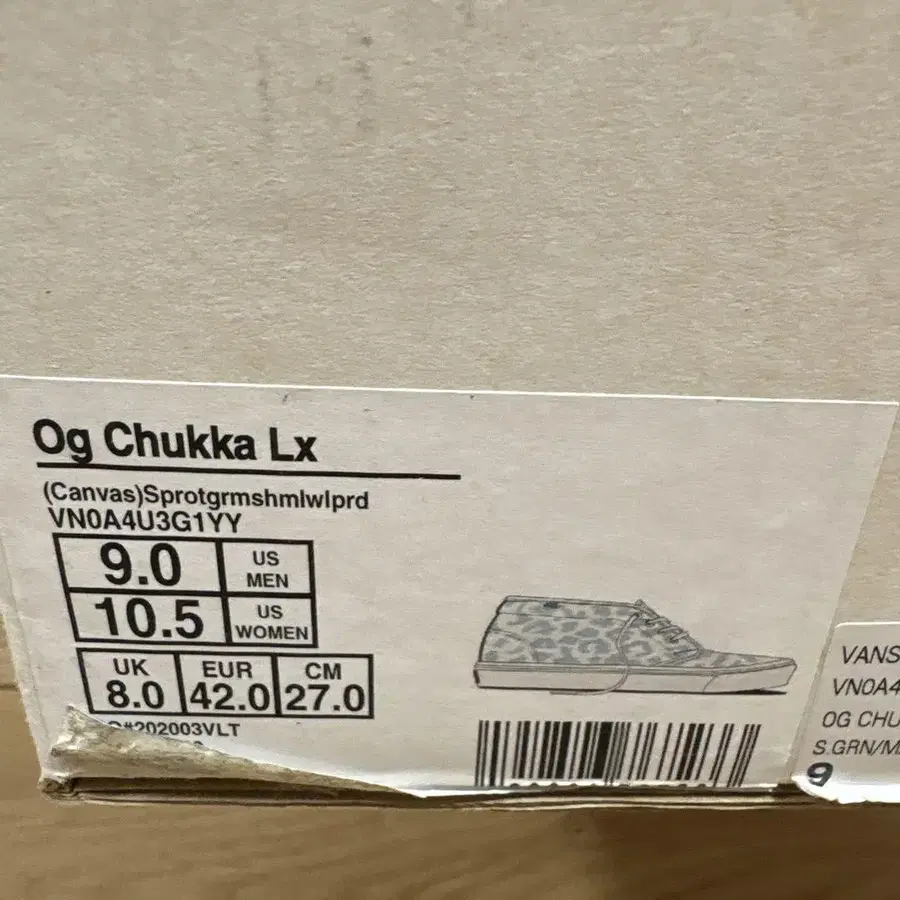 Og Chukka Lx
(Canvas)Sprotgrmshmlwlprd
VN0A4U3G1YY
9.0 US MEN
10.5 US WOMEN
UK EUR CM
8.0 42.0 27.0
#202003VLT
VANS
VN0A4
OG CHU
S.GRN/M
9